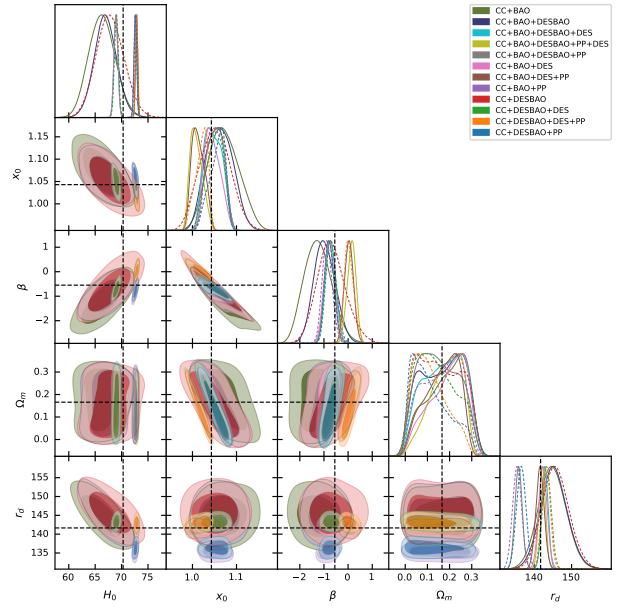 CC+BAO
CC+BAO+DESBAO
CC+BAO+DESBAO+DES
CC+BAO+DESBAO+PP+DES
CC+BAO+DESBAO+PP
CC+BAO+DES
CC+BAO+DES+PP
CC+BAO+PP
CC+DESBAO
CC+DESBAO+DES
CC+DESBAO+DES+PP
CC+DESBAO+PP
x₀
1.15
1.10
1.05
1.00
β
1
0
−1
−2
Ωₘ
0.3
0.2
0.1
0.0
r_d
155
150
145
140
135
60 65 70 75
1.0 1.1
−2 −1 0 1
0.0 0.1 0.2 0.3
140 150
H₀ x₀ β Ωₘ r_d